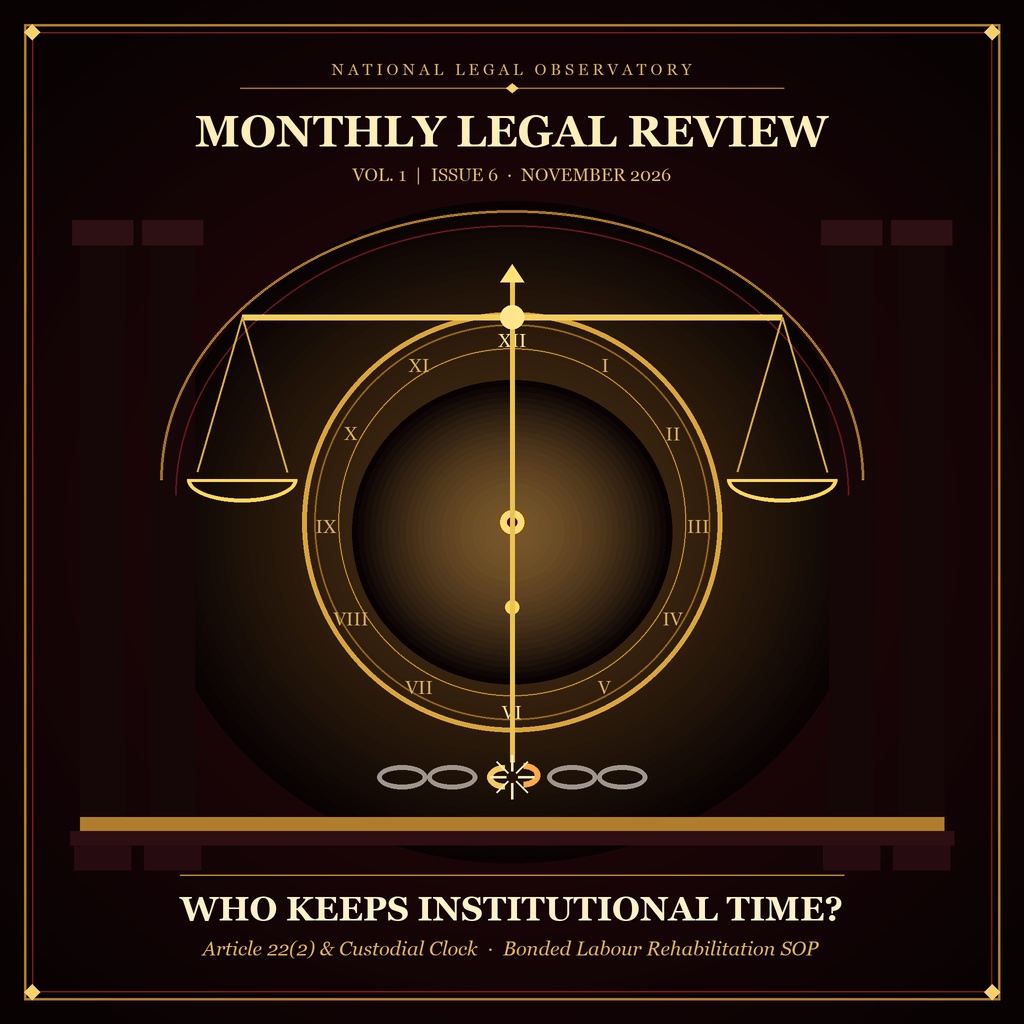 NATIONAL LEGAL OBSERVATORY
MONTHLY LEGAL REVIEW
VOL. 1 | ISSUE 6 · NOVEMBER 2026
XII
XI
I
X
II
IX
III
VIII
IV
VII
V
VI
WHO KEEPS INSTITUTIONAL TIME?
Article 22(2) & Custodial Clock · Bonded Labour Rehabilitation SOP